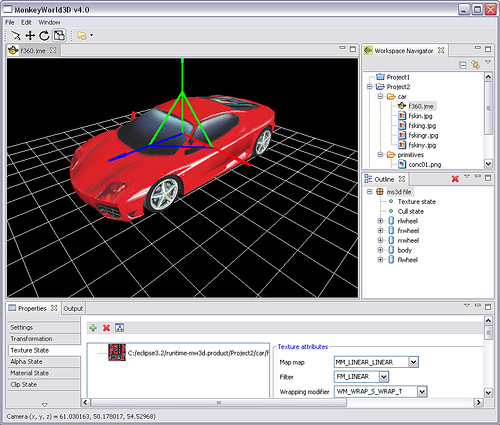 MonkeyWorld3D v4.0
File Edit Window
f360.jme
Workspace Navigator
Project1
Project2
car
f360.jme
fskin.jpg
fsking.jpg
fskingr.jpg
fskiny.jpg
primitives
conc01.png
Outline
ms3d file
Texture state
Cull state
rlwheel
frwheel
rrwheel
body
flwheel
Properties Output
Settings
Transformation
Texture State
Alpha State
Material State
Clip State
C:/eclipse3.2/runtime-mw3d.product/Project2/car/f
Texture attributes
Map map MM_LINEAR_LINEAR
Filter FM_LINEAR
Wrapping modifier WM_WRAP_S_WRAP_T
Camera (x, y, z) = 61.030163, 50.178017, 54.52968)